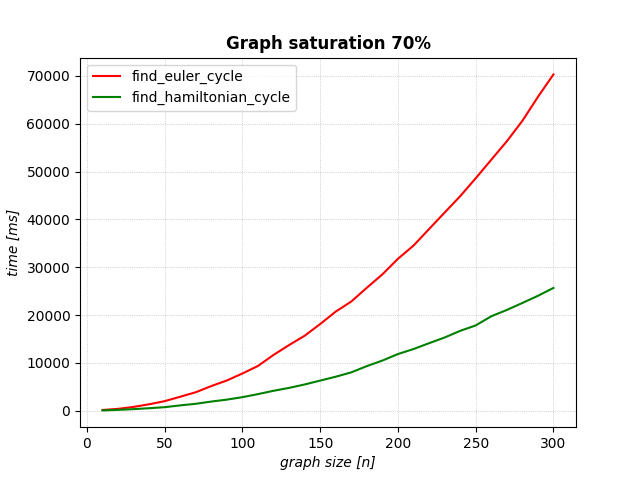 Graph saturation 70%
find_euler_cycle
find_hamiltonian_cycle
70000
60000
50000
40000
30000
20000
10000
0
time [ms]
0 50 100 150 200 250 300
graph size [n]